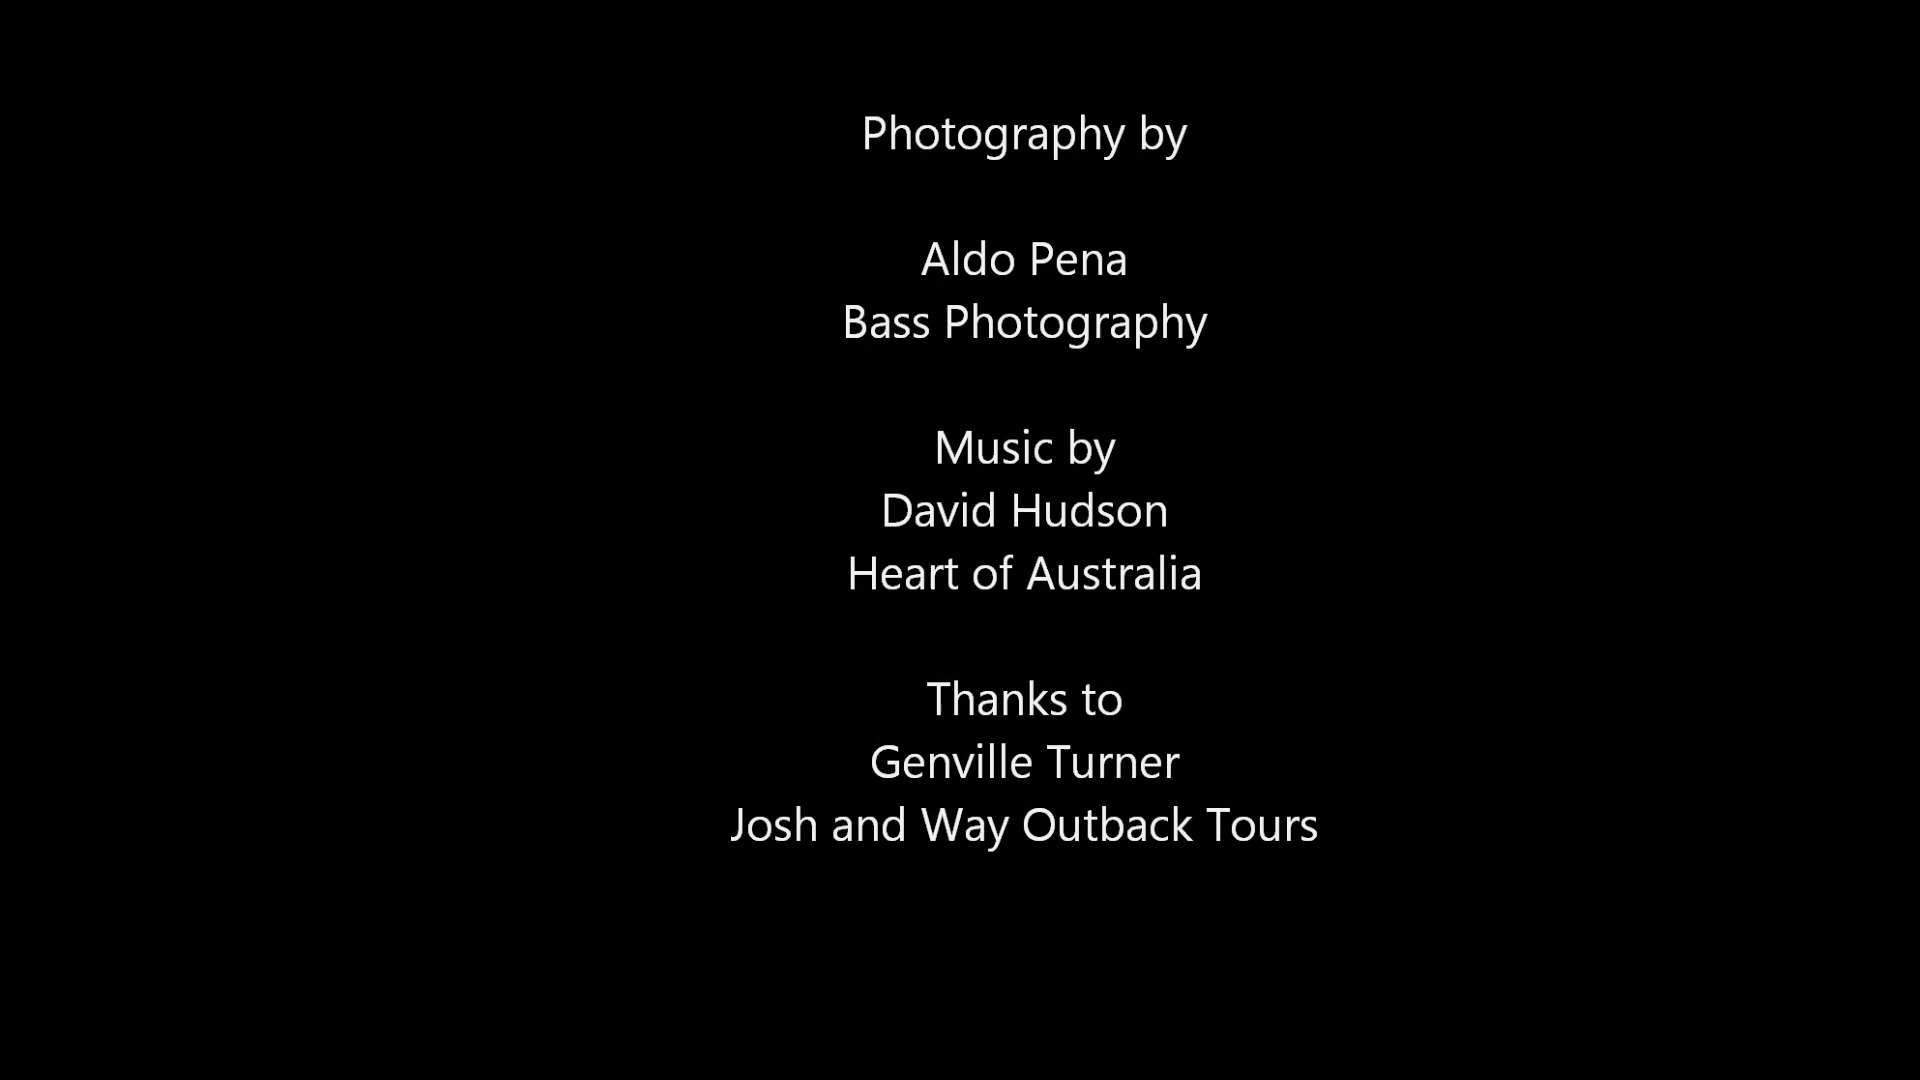 Photography by
Aldo Pena
Bass Photography
Music by
David Hudson
Heart of Australia
Thanks to
Genville Turner
Josh and Way Outback Tours